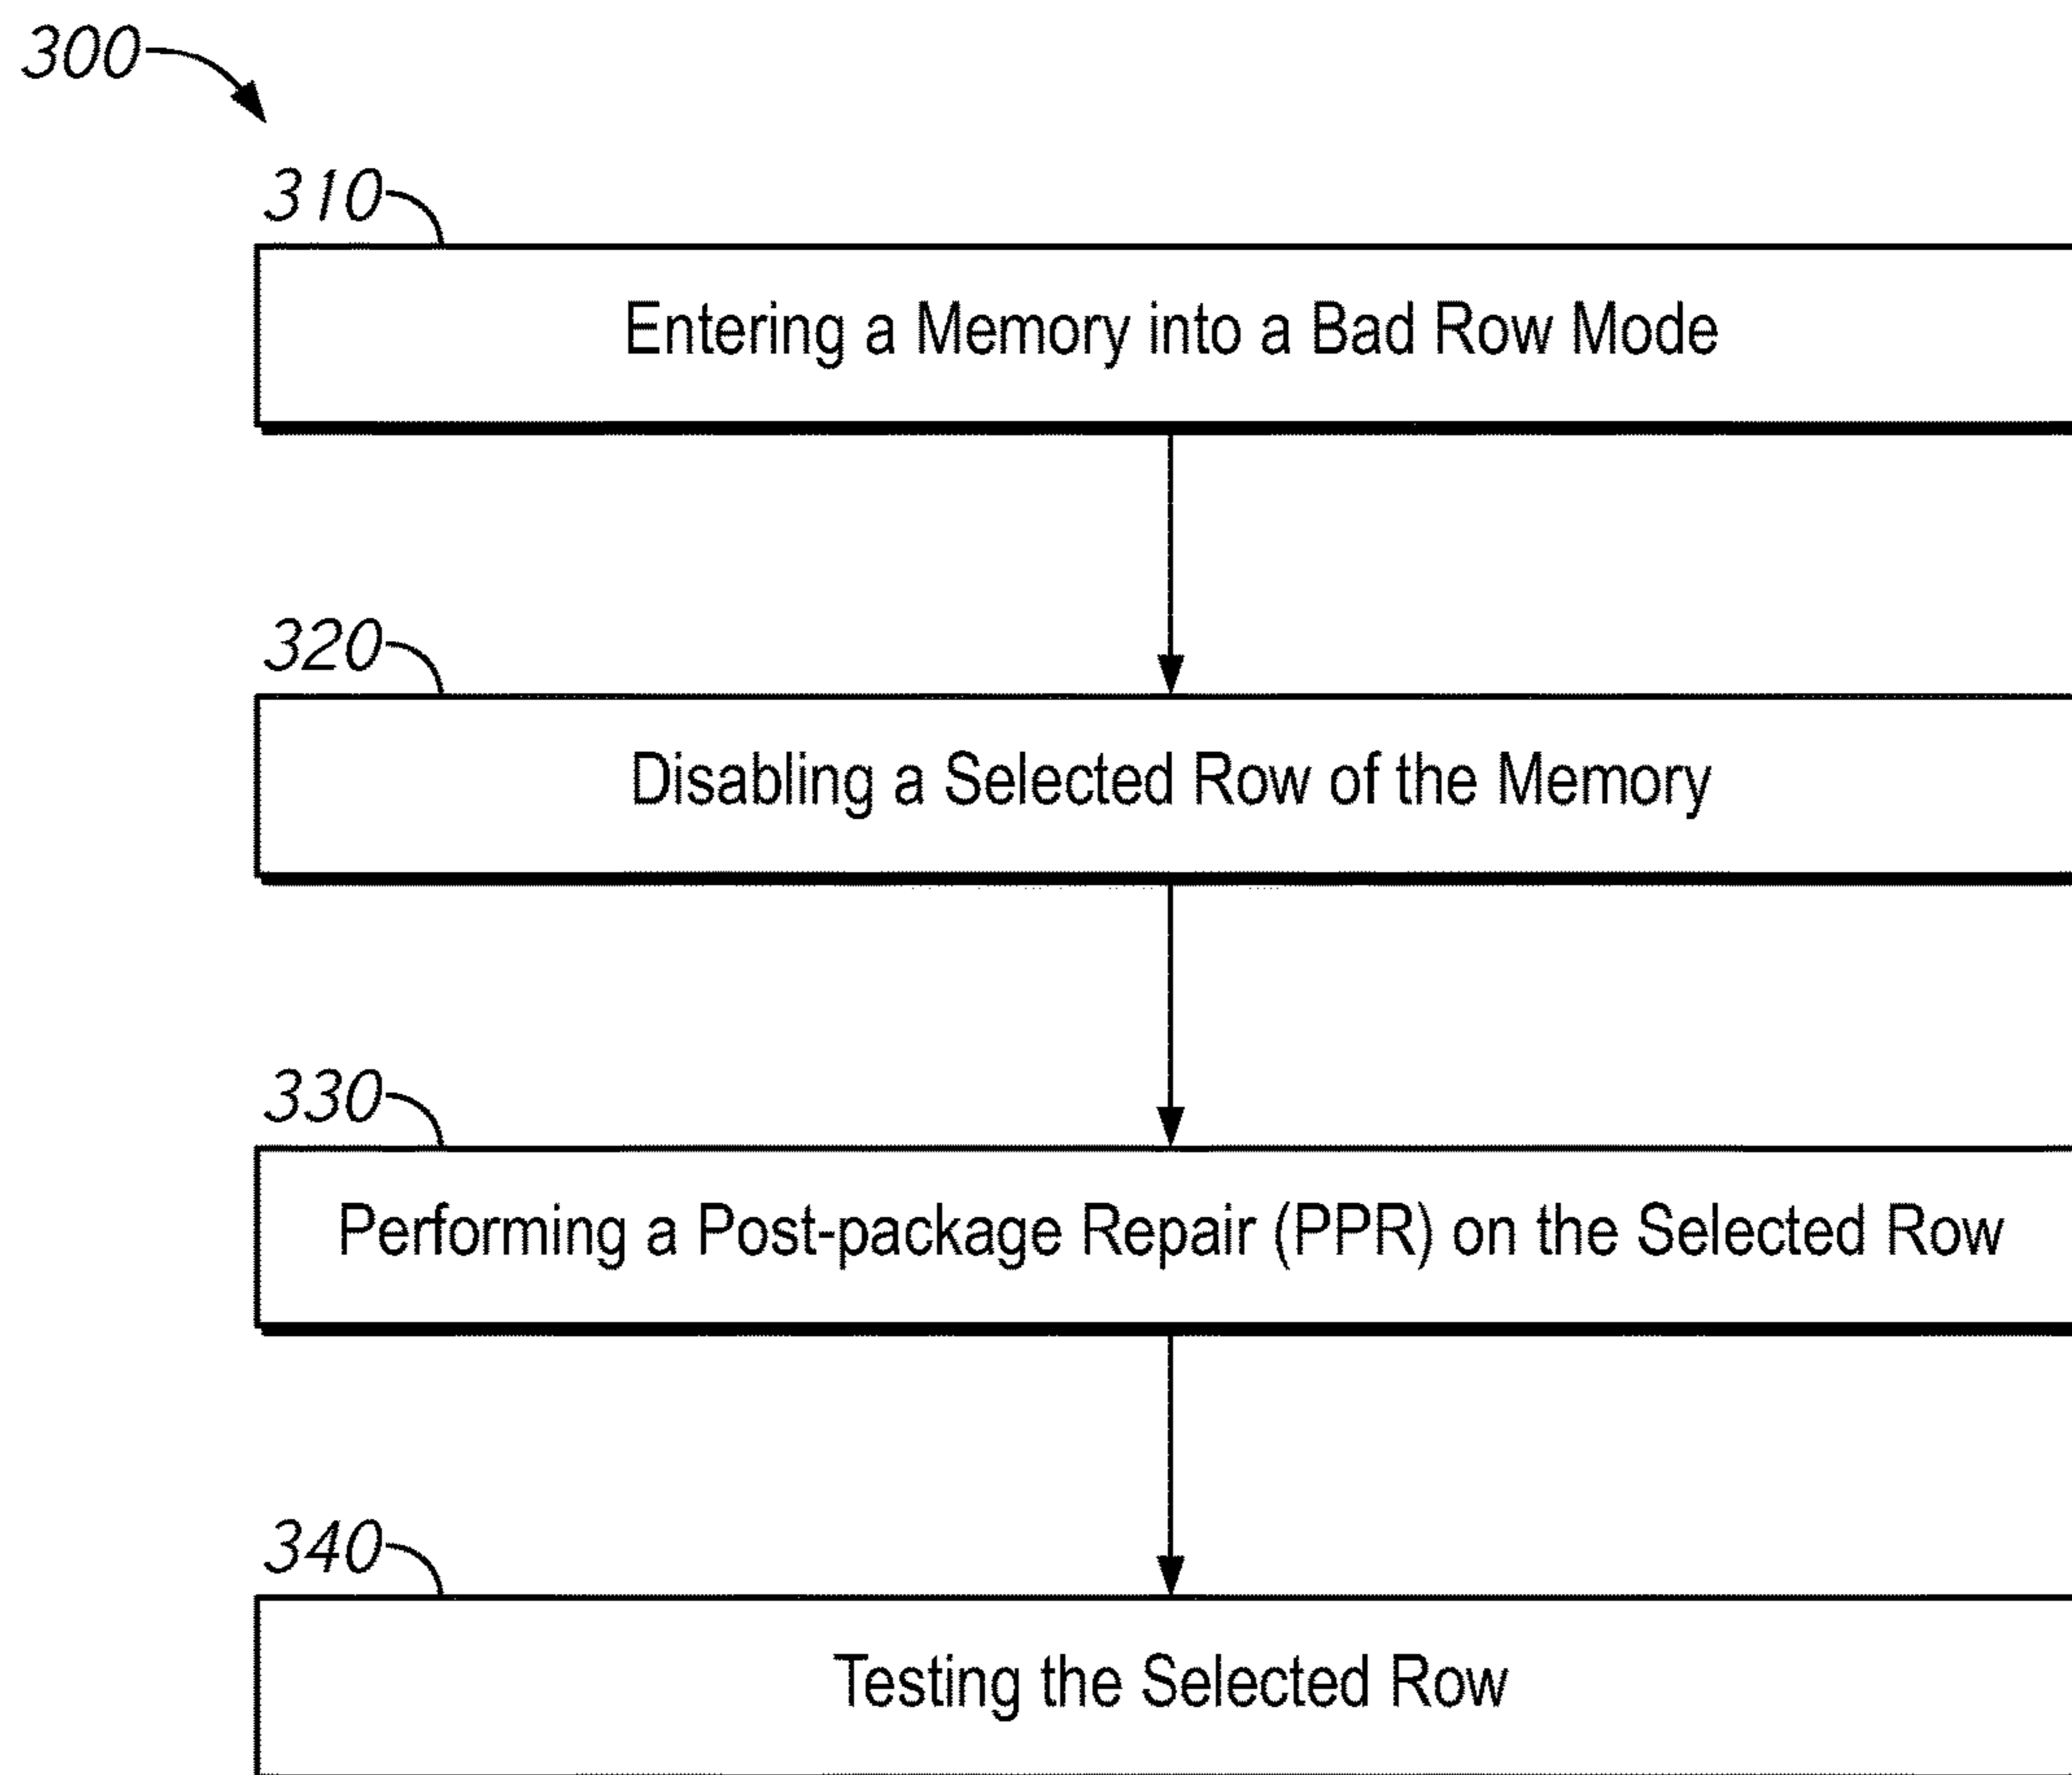 300
310
Entering a Memory into a Bad Row Mode
320
Disabling a Selected Row of the Memory
330
Performing a Post-package Repair (PPR) on the Selected Row
340
Testing the Selected Row